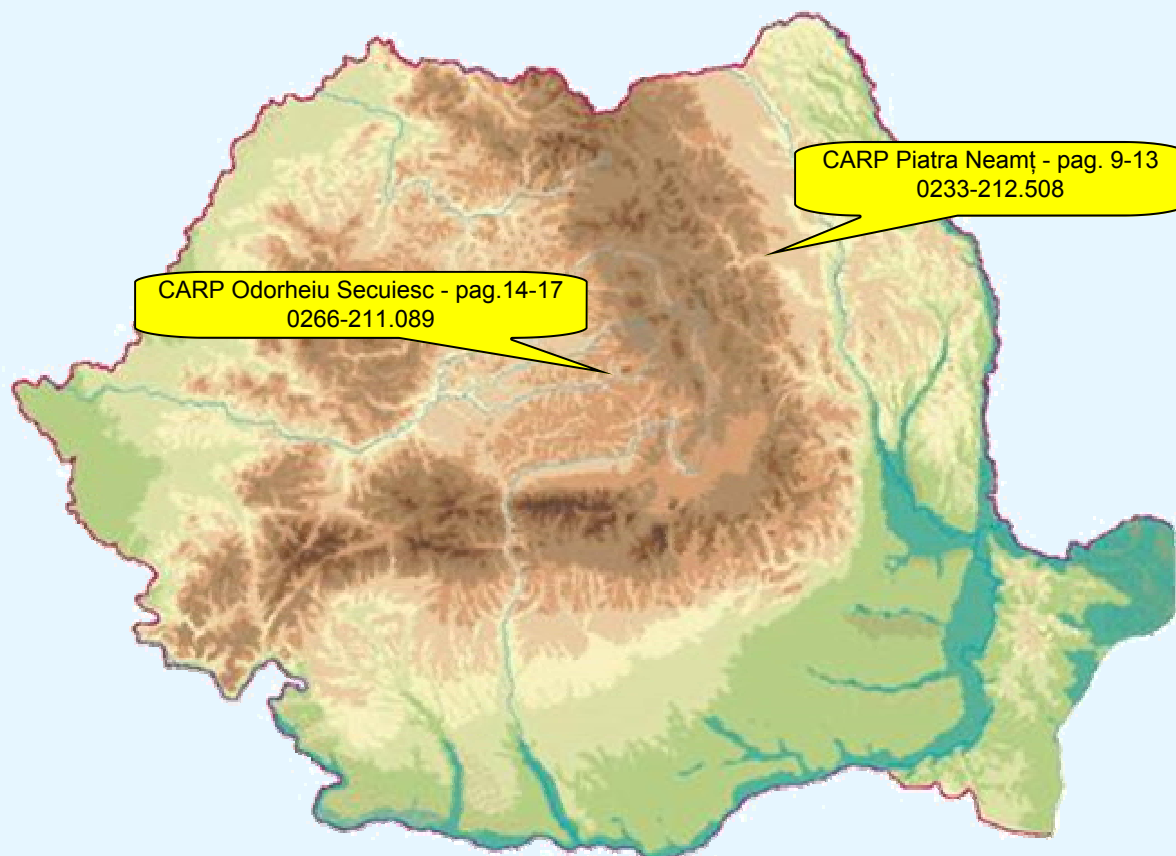 CARP Piatra Neamț - pag. 9-13
0233-212.508
CARP Odorheiu Secuiesc - pag.14-17
0266-211.089